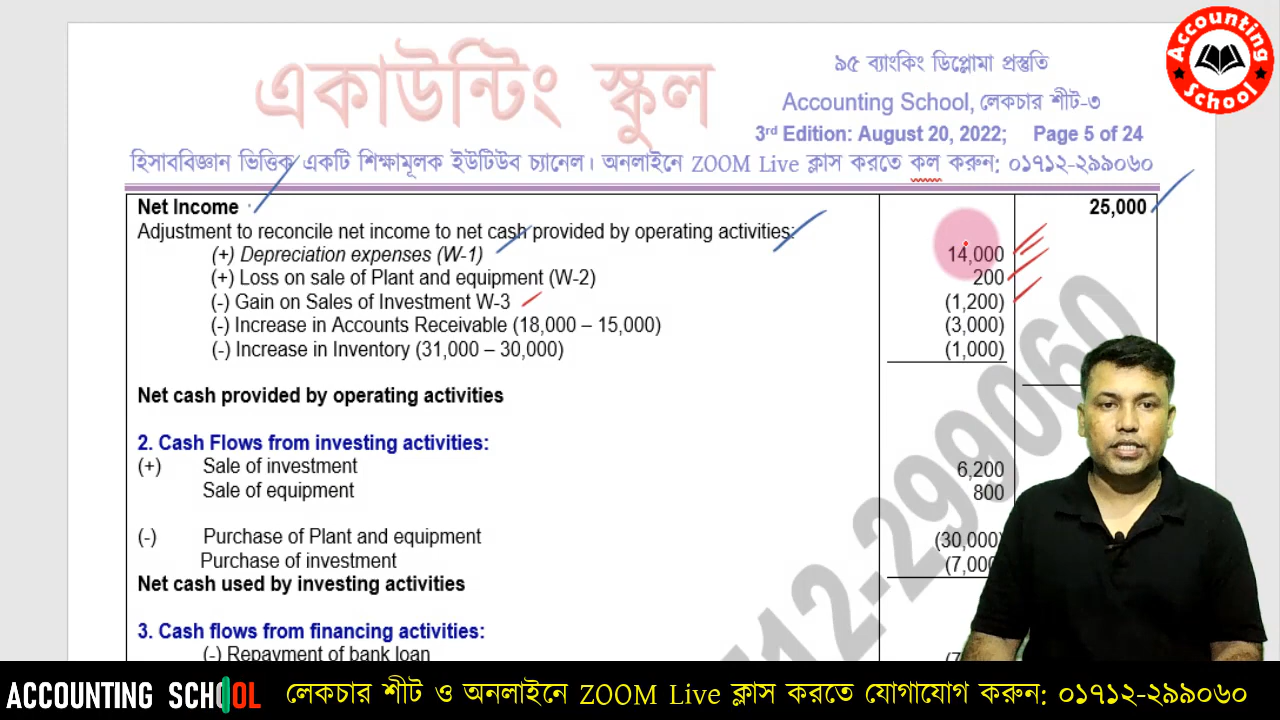 একাউন্টিং স্কুল
৯৫ ব্যাংকিং ডিপ্লোমা প্রস্তুতি
Accounting School, লেকচার শীট-৩
3rd Edition: August 20, 2022; Page 5 of 24
Accounting School
হিসাববিজ্ঞান ভিত্তিক একটি শিক্ষামূলক ইউটিউব চ্যানেল। অনলাইনে ZOOM Live ক্লাস করতে কল করুন: ০১৭১২-২৯৯০৬০
Net Income 25,000
Adjustment to reconcile net income to net cash provided by operating activities:
(+) Depreciation expenses (W-1) 14,000
(+) Loss on sale of Plant and equipment (W-2) 200
(-) Gain on Sales of Investment W-3 (1,200)
(-) Increase in Accounts Receivable (18,000 – 15,000) (3,000)
(-) Increase in Inventory (31,000 – 30,000) (1,000)
Net cash provided by operating activities
2. Cash Flows from investing activities:
(+) Sale of investment 6,200
Sale of equipment 800
(-) Purchase of Plant and equipment (30,000)
Purchase of investment (7,000
Net cash used by investing activities
3. Cash flows from financing activities:
(-) Repayment of bank loan
712-299060
ACCOUNTING SCHOOL লেকচার শীট ও অনলাইনে ZOOM Live ক্লাস করতে যোগাযোগ করুন: ০১৭১২-২৯৯০৬০